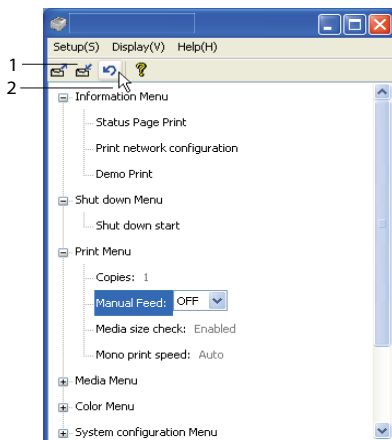 Setup(S) Display(V) Help(H)
1
2
Information Menu
Status Page Print
Print network configuration
Demo Print
Shut down Menu
Shut down start
Print Menu
Copies: 1
Manual Feed: OFF
Media size check: Enabled
Mono print speed: Auto
Media Menu
Color Menu
System configuration Menu